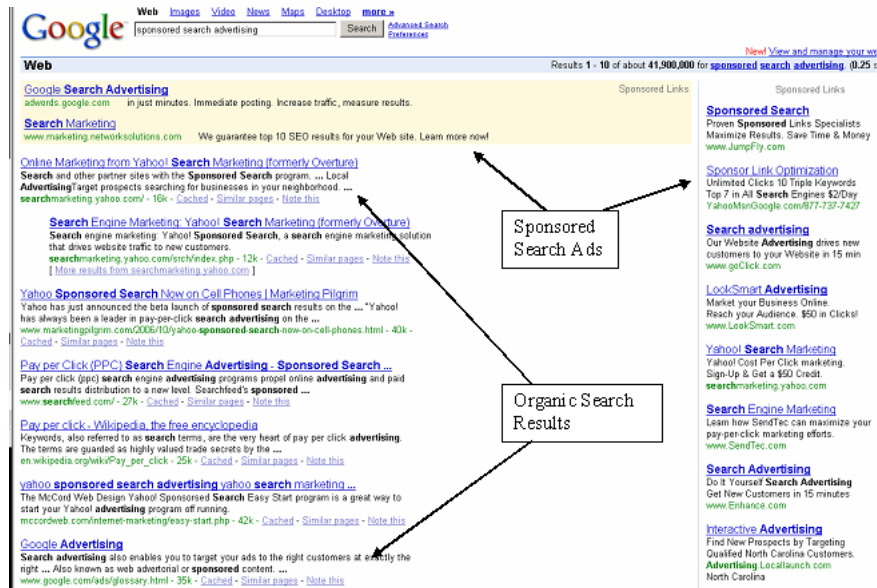 Google
Web Images Video News Maps Desktop more »
sponsored search advertising Search Advanced Search
Preferences
New! View and manage your we
Web Results 1 - 10 of about 41,900,000 for sponsored search advertising. (0.25 s
Google Search Advertising Sponsored Links
adwords.google.com in just minutes. Immediate posting. Increase traffic, measure results.
Search Marketing
www.marketing.networksolutions.com We guarantee top 10 SEO results for your Web site. Learn more now!
Online Marketing from Yahoo! Search Marketing (formerly Overture)
Search and other partner sites with the Sponsored Search program. ... Local
AdvertisingTarget prospects searching for businesses in your neighborhood. ...
searchmarketing.yahoo.com/ - 16k - Cached - Similar pages - Note this
Search Engine Marketing: Yahoo! Search Marketing (formerly Overture)
Search engine marketing: Yahoo! Sponsored Search, a search engine marketing solution
that drives website traffic to new customers.
searchmarketing.yahoo.com/srch/index.php - 12k - Cached - Similar pages - Note this
[ More results from searchmarketing.yahoo.com ]
Yahoo Sponsored Search Now on Cell Phones | Marketing Pilgrim
Yahoo has just announced the beta launch of sponsored search results on the ... "Yahoo!
has always been a leader in pay-per-click search advertising on the ...
www.marketingpilgrim.com/2006/10/yahoo-sponsored-search-now-on-cell-phones.html - 40k -
Cached - Similar pages - Note this
Pay per Click (PPC) Search Engine Advertising - Sponsored Search ...
Pay per click (ppc) search engine advertising programs propel online advertising and paid
search results distribution to a new level. Searchfeed's sponsored ...
www.searchfeed.com/ - 27k - Cached - Similar pages - Note this
Pay per click - Wikipedia, the free encyclopedia
Keywords, also referred to as search terms, are the very heart of pay per click advertising.
The terms are guarded as highly valued trade secrets by the ...
en.wikipedia.org/wiki/Pay_per_click - 25k - Cached - Similar pages - Note this
yahoo sponsored search advertising yahoo search marketing ...
The McCord Web Design Yahoo! Sponsorsed Search Easy Start program is a great way to
start your Yahoo! advertising program off running.
mccordweb.com/internet-marketing/easy-start.php - 42k - Cached - Similar pages - Note this
Google Advertising
Search advertising also enables you to target your ads to the right customers at exactly the
right ... Also known as web advertorial or sponsored content. ...
www.google.com/ads/glossary.html - 35k - Cached - Similar pages - Note this
Sponsored
Search Ads
Organic Search
Results
Sponsored Links
Sponsored Search
Proven Sponsored Links Specialists
Maximize Results. Save Time & Money
www.JumpFly.com
Sponsor Link Optimization
Unlimited Clicks 10 Triple Keywords
Top 7 in All Search Engines $2/Day
YahooMsnGoogle.com/877-737-7427
Search advertising
Our Website Advertising drives new
customers to your Website in 15 min
www.goClick.com
LookSmart Advertising
Market your Business Online.
Reach your Audience. $50 in Clicks!
www.LookSmart.com
Yahoo! Search Marketing
Yahoo! Cost Per Click marketing.
Sign-Up & Get a $50 Credit.
searchmarketing.yahoo.com
Search Engine Marketing
Learn how SendTec can maximize your
pay-per-click marketing efforts.
www.SendTec.com
Search Advertising
Do It Yourself Search Advertising
Get New Customers in 15 minutes
www.Enhance.com
Interactive Advertising
Find New Prospects by Targeting
Qualified North Carolina Customers.
Advertising.Locallaunch.com
North Carolina